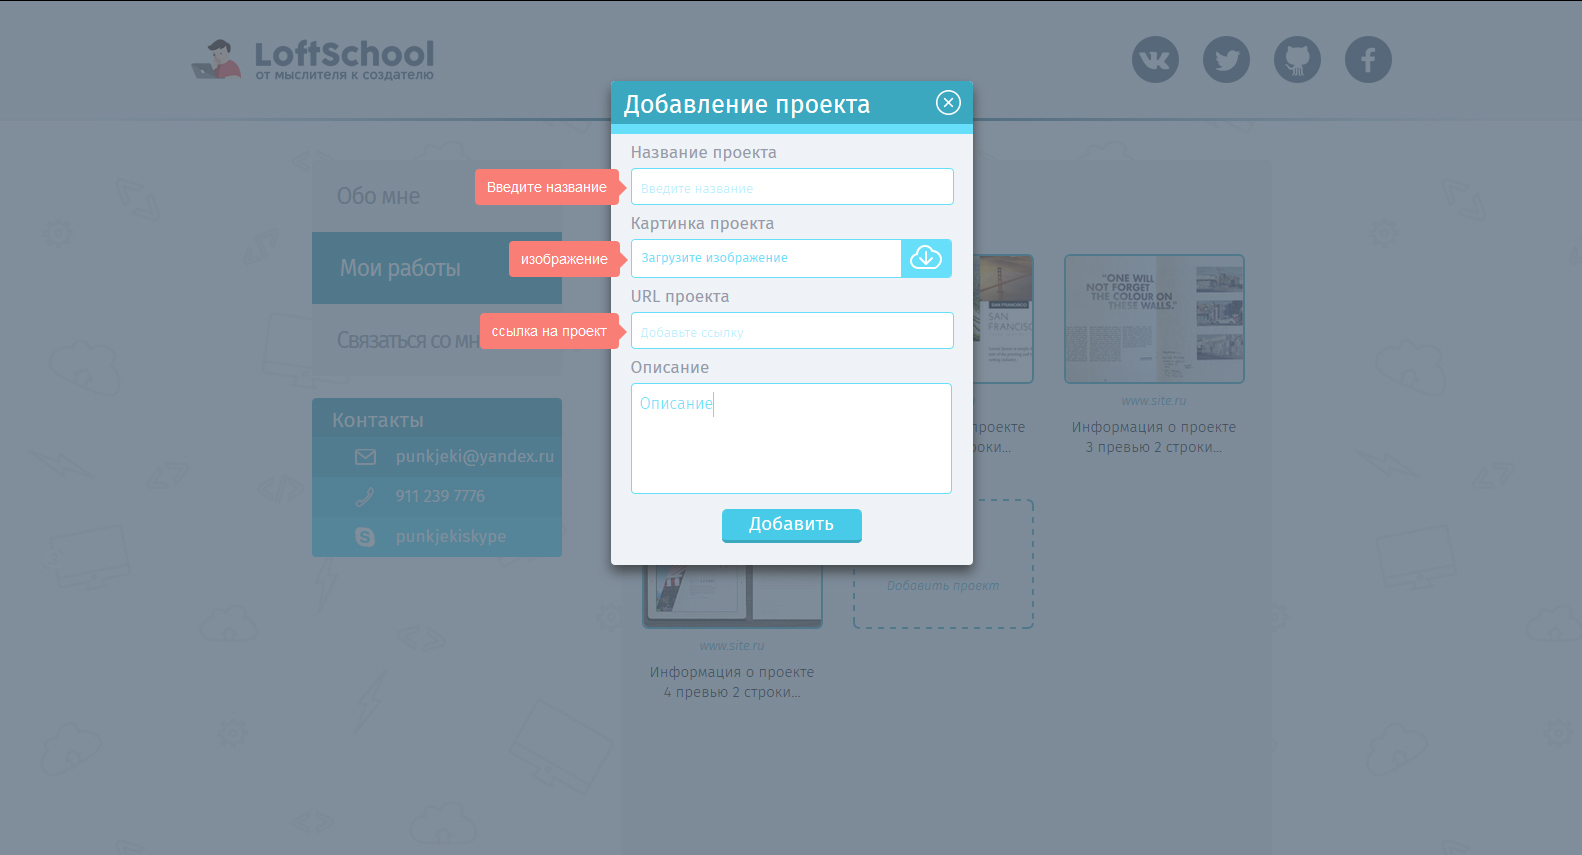 LoftSchool
от мыслителя к создателю
Добавление проекта
Название проекта
Введите название
Введите название
Картинка проекта
изображение
Загрузите изображение
URL проекта
ссылка на проект
Добавьте ссылку
Описание
Описание
Добавить
Обо мне
Мои работы
Связаться со
Контакты
punkjeki@yandex.ru
911 239 7776
punkjekiskype
SAN FRANCISCO
SAN
FRANCISC
"ONE WILL
NOT FORGET
THE COLOUR ON
THESE WALLS."
www.site.ru
Информация о проекте
3 превью 2 строки...
Добавить проект
www.site.ru
Информация о проекте
4 превью 2 строки...